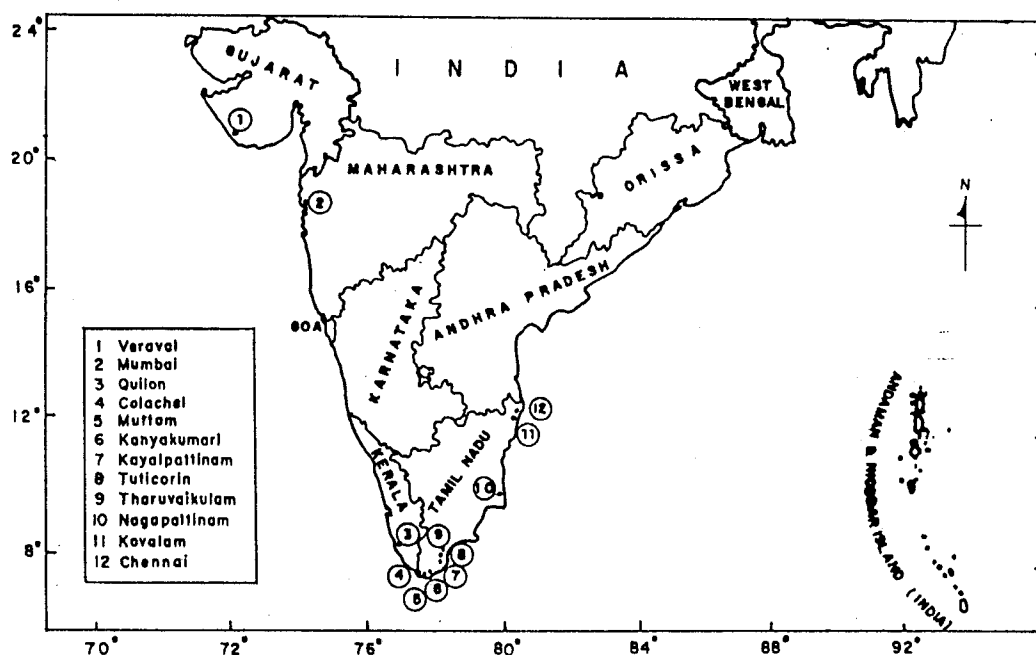 24°
20°
16°
12°
8°
INDIA
GUJARAT
WEST
BENGAL
MAHARASHTRA
ORISSA
N
ANDHRA PRADESH
KARNATAKA
GOA
KERALA
TAMIL NADU
ANDAMAN & NICOBAR ISLAND (INDIA)
1
2
3
9
10
12
11
8
4
7
6
5
1 Veraval
2 Mumbai
3 Quilon
4 Colachel
5 Muttam
6 Kanyakumari
7 Kayalpattinam
8 Tuticorin
9 Tharuvaikulam
10 Nagapattinam
11 Kovalam
12 Chennai
70° 72° 76° 80° 84° 88° 92°